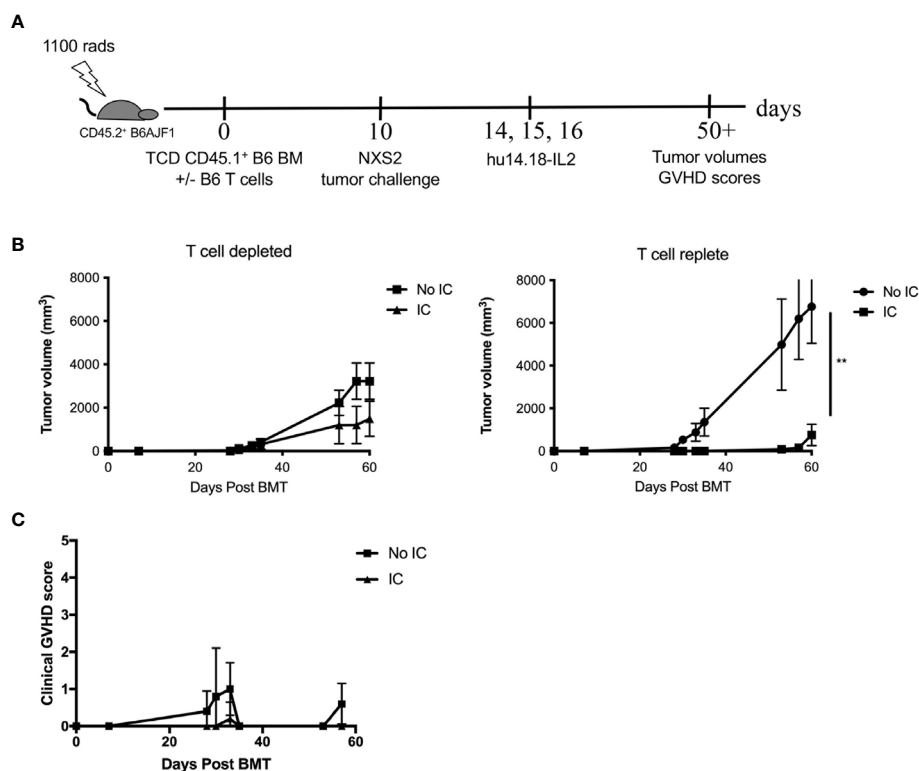 A
1100 rads
CD45.2⁺ B6AJF1
days
0
10
14, 15, 16
50+
TCD CD45.1⁺ B6 BM
+/- B6 T cells
NXS2
tumor challenge
hu14.18-IL2
Tumor volumes
GVHD scores
B
T cell depleted
Tumor volume (mm³)
8000
6000
4000
2000
0
0 20 40 60
Days Post BMT
No IC
IC
T cell replete
Tumor volume (mm³)
8000
6000
4000
2000
0
0 20 40 60
Days Post BMT
No IC
IC
**
C
Clinical GVHD score
5
4
3
2
1
0
0 20 40 60
Days Post BMT
No IC
IC